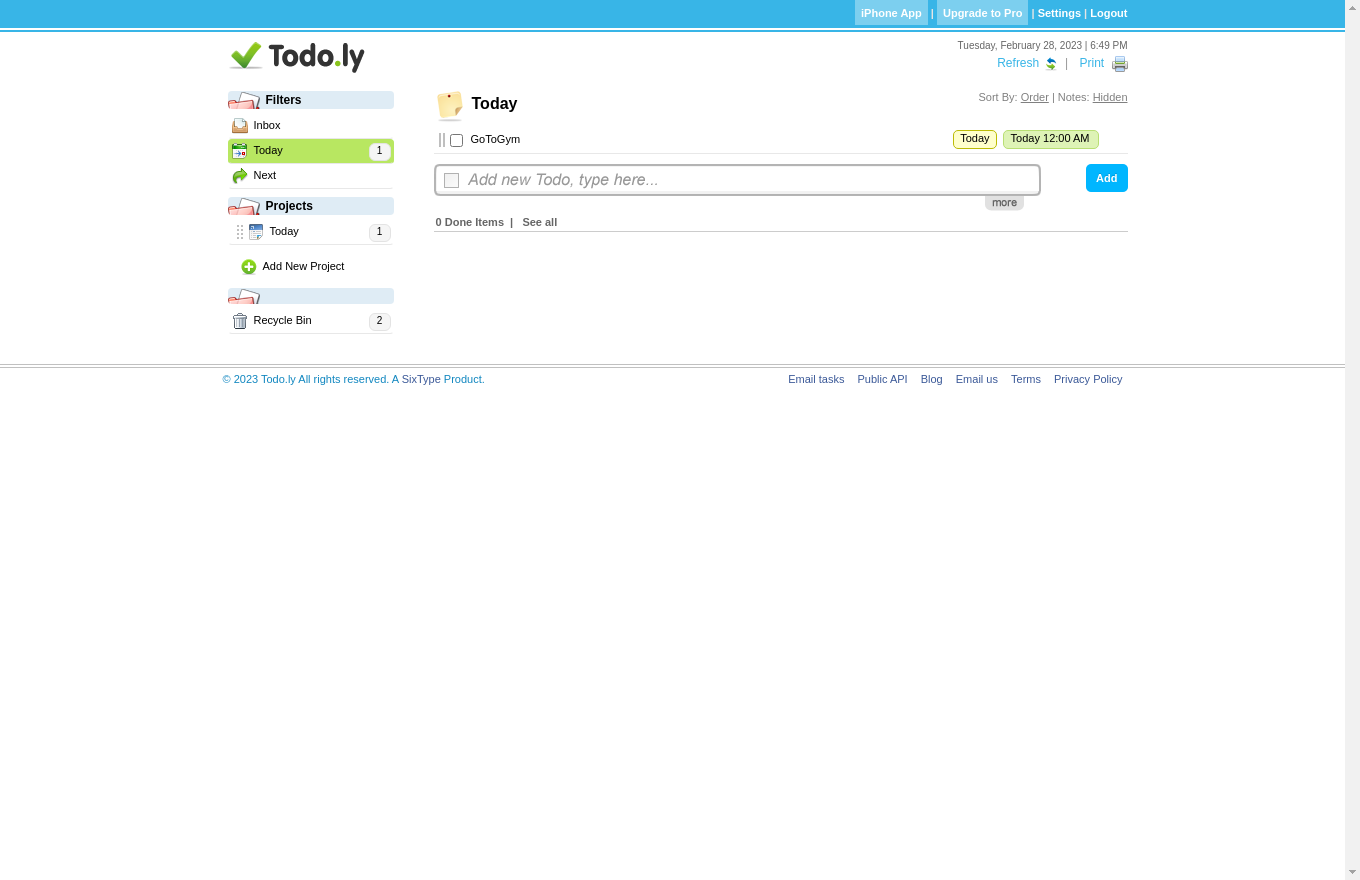 iPhone App | Upgrade to Pro | Settings | Logout
Todo.ly
Tuesday, February 28, 2023 | 6:49 PM
Refresh | Print
Filters
Inbox
Today 1
Next
Projects
Today 1
Add New Project
Recycle Bin 2
Today
Sort By: Order | Notes: Hidden
GoToGym Today Today 12:00 AM
Add new Todo, type here... Add
more
0 Done Items | See all
© 2023 Todo.ly All rights reserved. A SixType Product. Email tasks Public API Blog Email us Terms Privacy Policy